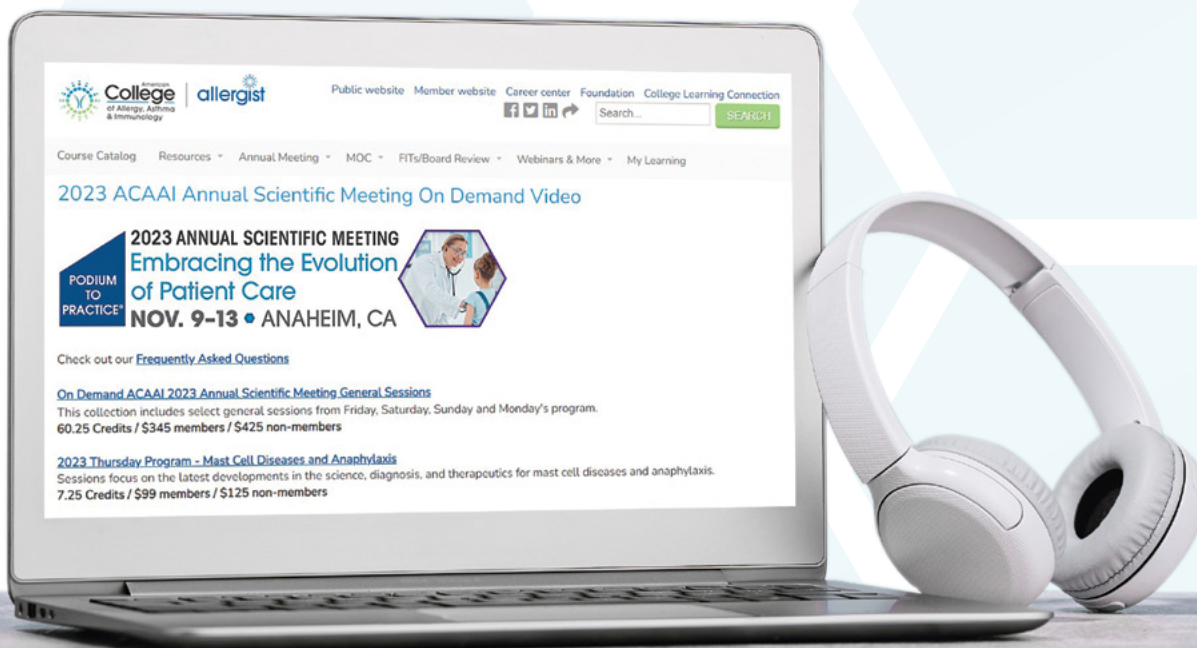 American
College
of Allergy, Asthma
& Immunology
allergist
Public website Member website Career center Foundation College Learning Connection
Search...
SEARCH
Course Catalog Resources Annual Meeting MOC FITs/Board Review Webinars & More My Learning
2023 ACAAI Annual Scientific Meeting On Demand Video
PODIUM
TO
PRACTICE®
2023 ANNUAL SCIENTIFIC MEETING
Embracing the Evolution
of Patient Care
NOV. 9–13 • ANAHEIM, CA
Check out our Frequently Asked Questions
On Demand ACAAI 2023 Annual Scientific Meeting General Sessions
This collection includes select general sessions from Friday, Saturday, Sunday and Monday's program.
60.25 Credits / $345 members / $425 non-members
2023 Thursday Program - Mast Cell Diseases and Anaphylaxis
Sessions focus on the latest developments in the science, diagnosis, and therapeutics for mast cell diseases and anaphylaxis.
7.25 Credits / $99 members / $125 non-members